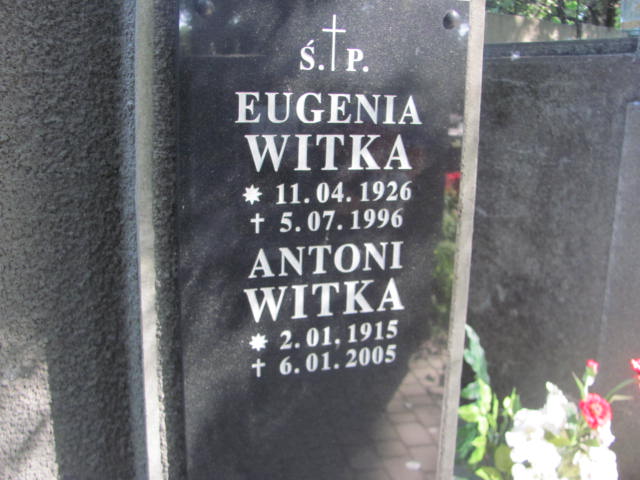 Ś.†P.
EUGENIA
WITKA
* 11.04.1926
† 5.07.1996
ANTONI
WITKA
* 2.01.1915
† 6.01.2005